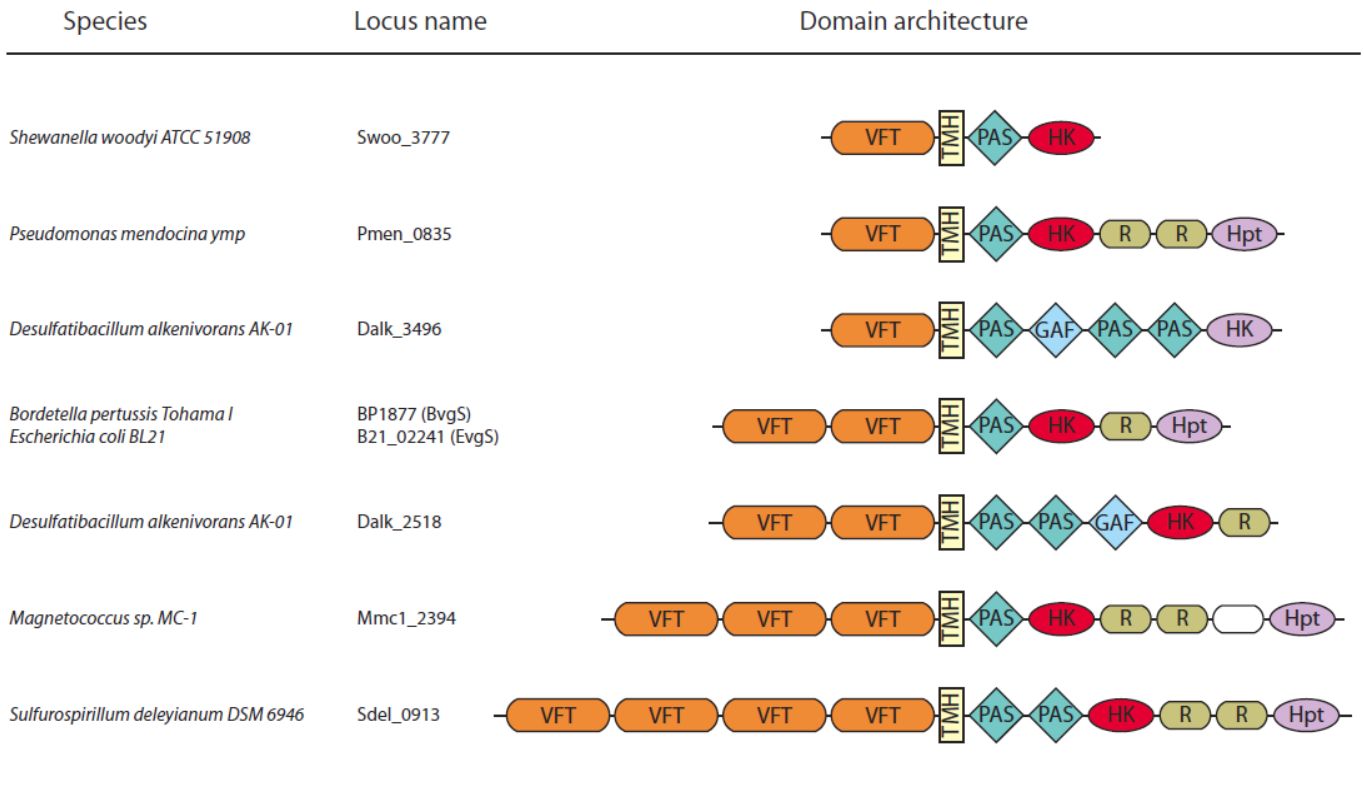 Species Locus name Domain architecture
Shewanella woodyi ATCC 51908 Swoo_3777 VFT TMH PAS HK
Pseudomonas mendocina ymp Pmen_0835 VFT TMH PAS HK R R Hpt
Desulfatibacillum alkenivorans AK-01 Dalk_3496 VFT TMH PAS GAF PAS PAS HK
Bordetella pertussis Tohama I BP1877 (BvgS)
Escherichia coli BL21 B21_02241 (EvgS)
VFT VFT TMH PAS HK R Hpt
Desulfatibacillum alkenivorans AK-01 Dalk_2518 VFT VFT TMH PAS PAS GAF HK R
Magnetococcus sp. MC-1 Mmc1_2394 VFT VFT VFT TMH PAS HK R R Hpt
Sulfurospirillum deleyianum DSM 6946 Sdel_0913 VFT VFT VFT VFT TMH PAS PAS HK R R Hpt